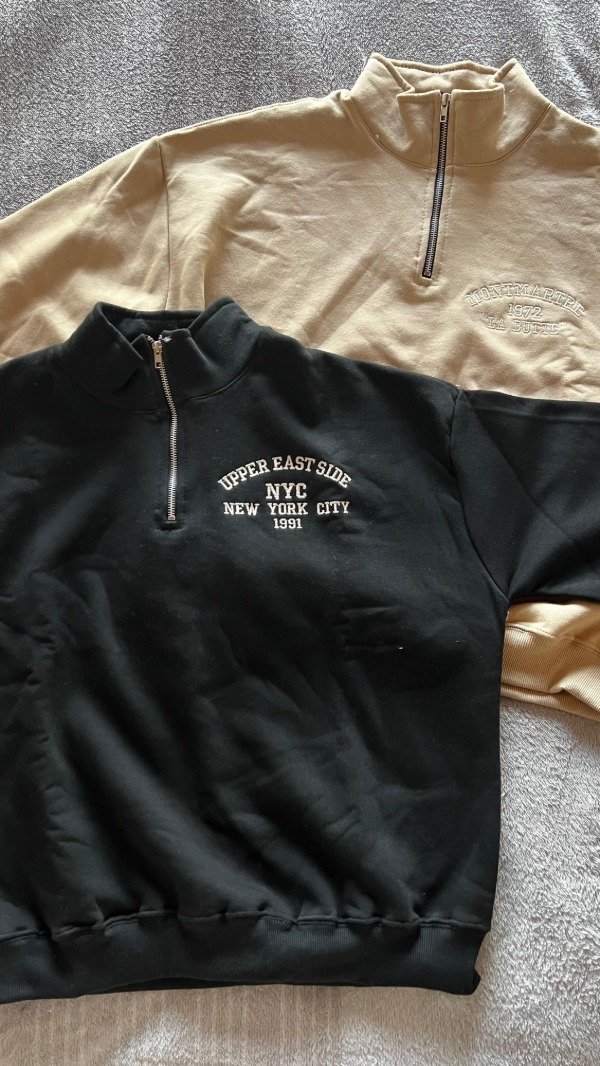 MONTMARTRE
1972
"LA BUTTE"
UPPER EAST SIDE
NYC
NEW YORK CITY
1991